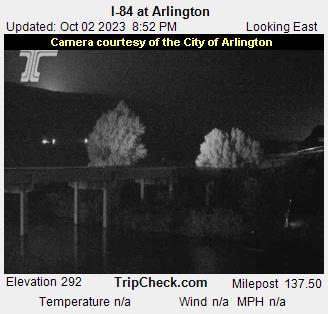 I-84 at Arlington
Updated: Oct 02 2023 8:52 PM Looking East
Camera courtesy of the City of Arlington
Elevation 292 TripCheck.com Milepost 137.50
Temperature n/a Wind n/a MPH n/a